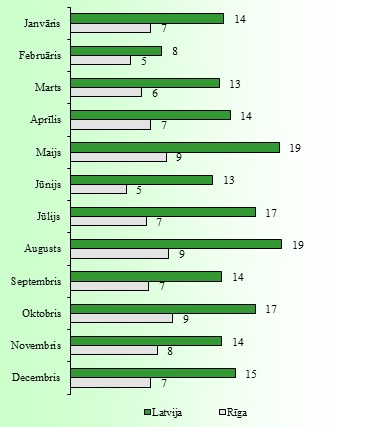 Janvāris 14
7
Februāris 8
5
Marts 13
6
Aprīlis 14
7
Maijs 19
9
Jūnijs 13
5
Jūlijs 17
7
Augusts 19
9
Septembris 14
7
Oktobris 17
9
Novembris 14
8
Decembris 15
7
Latvija Rīga